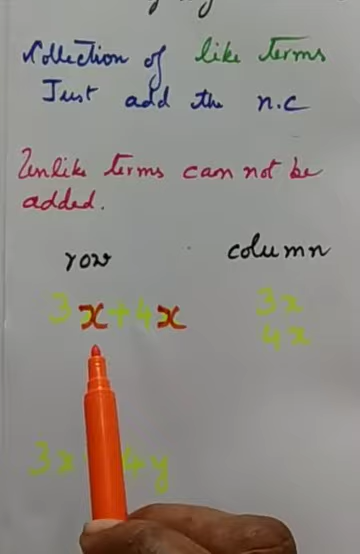 Collection of like terms
Just add the n.c
Unlike terms can not be
added.
row column
3x+4x 3x
4x
3x 4y